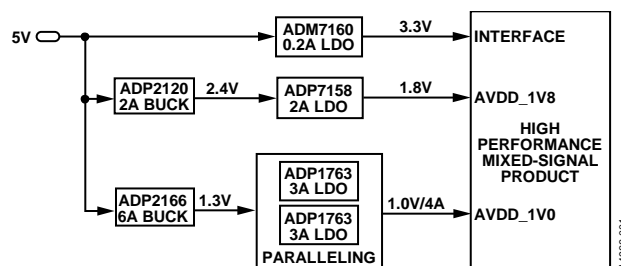 5V
ADM7160
0.2A LDO
3.3V
INTERFACE
ADP2120
2A BUCK
2.4V
ADP7158
2A LDO
1.8V
AVDD_1V8
HIGH
PERFORMANCE
MIXED-SIGNAL
PRODUCT
ADP2166
6A BUCK
1.3V
ADP1763
3A LDO
ADP1763
3A LDO
PARALLELING
1.0V/4A
AVDD_1V0